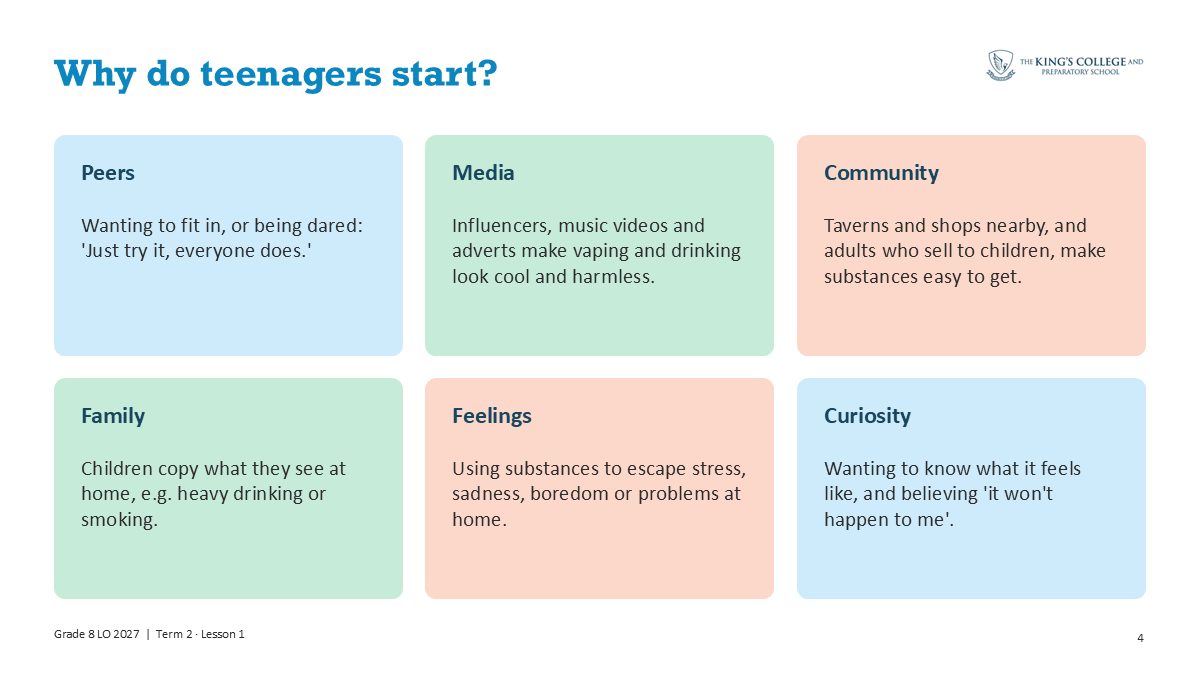 Why do teenagers start?
THE KING'S COLLEGE AND
PREPARATORY SCHOOL
Peers
Wanting to fit in, or being dared:
'Just try it, everyone does.'
Media
Influencers, music videos and
adverts make vaping and drinking
look cool and harmless.
Community
Taverns and shops nearby, and
adults who sell to children, make
substances easy to get.
Family
Children copy what they see at
home, e.g. heavy drinking or
smoking.
Feelings
Using substances to escape stress,
sadness, boredom or problems at
home.
Curiosity
Wanting to know what it feels
like, and believing 'it won't
happen to me'.
Grade 8 LO 2027 | Term 2 · Lesson 1
4